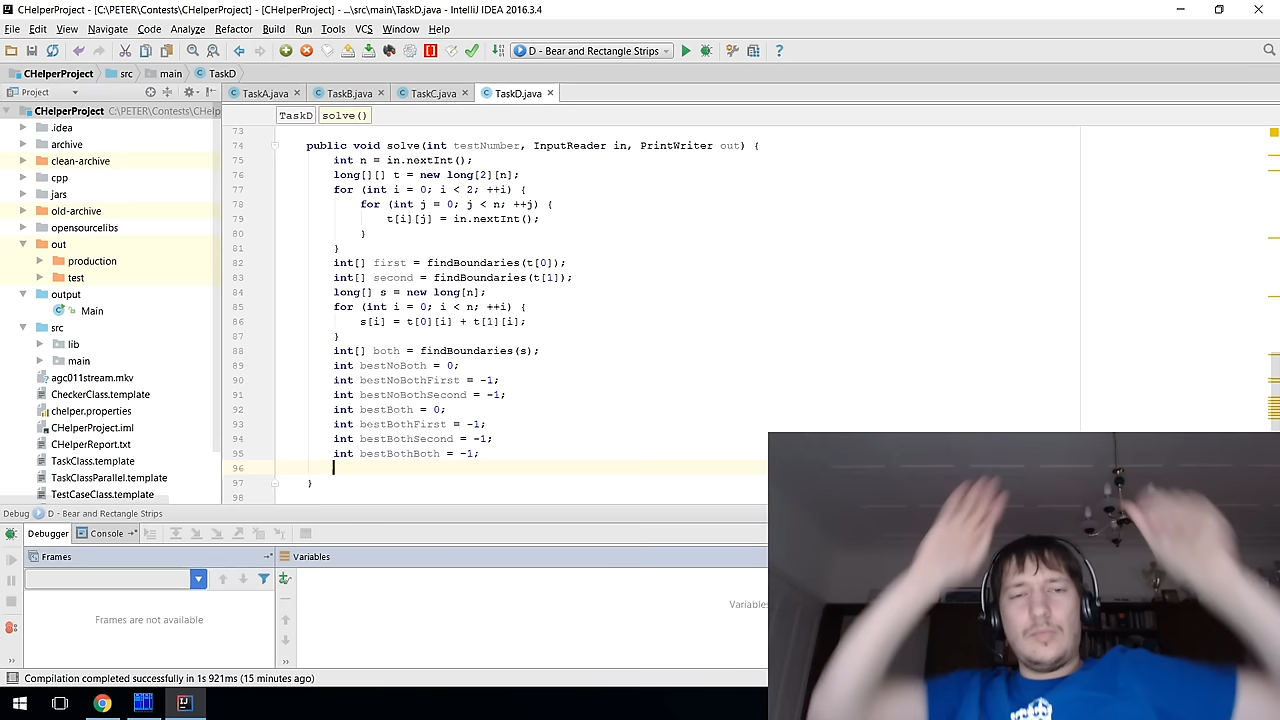 CHelperProject - [C:\PETER\Contests\CHelperProject] - [CHelperProject] - ...\src\main\TaskD.java - IntelliJ IDEA 2016.3.4
File Edit View Navigate Code Analyze Refactor Build Run Tools VCS Window Help
D - Bear and Rectangle Strips
CHelperProject src main TaskD
Project
TaskA.java TaskB.java TaskC.java TaskD.java
CHelperProject C:\PETER\Contests\CHelp
.idea
archive
clean-archive
cpp
jars
old-archive
opensourcelibs
out
production
test
output
Main
src
lib
main
agc011stream.mkv
CheckerClass.template
chelper.properties
CHelperProject.iml
CHelperReport.txt
TaskClass.template
TaskClassParallel.template
TestCaseClass.template
TaskD solve()
73
74 public void solve(int testNumber, InputReader in, PrintWriter out) {
75 int n = in.nextInt();
76 long[][] t = new long[2][n];
77 for (int i = 0; i < 2; ++i) {
78 for (int j = 0; j < n; ++j) {
79 t[i][j] = in.nextInt();
80 }
81 }
82 int[] first = findBoundaries(t[0]);
83 int[] second = findBoundaries(t[1]);
84 long[] s = new long[n];
85 for (int i = 0; i < n; ++i) {
86 s[i] = t[0][i] + t[1][i];
87 }
88 int[] both = findBoundaries(s);
89 int bestNoBoth = 0;
90 int bestNoBothFirst = -1;
91 int bestNoBothSecond = -1;
92 int bestBoth = 0;
93 int bestBothFirst = -1;
94 int bestBothSecond = -1;
95 int bestBothBoth = -1;
96
97 }
98
Debug D - Bear and Rectangle Strips
Debugger Console
Frames
Variables
Frames are not available
Variables
Compilation completed successfully in 1s 921ms (15 minutes ago)